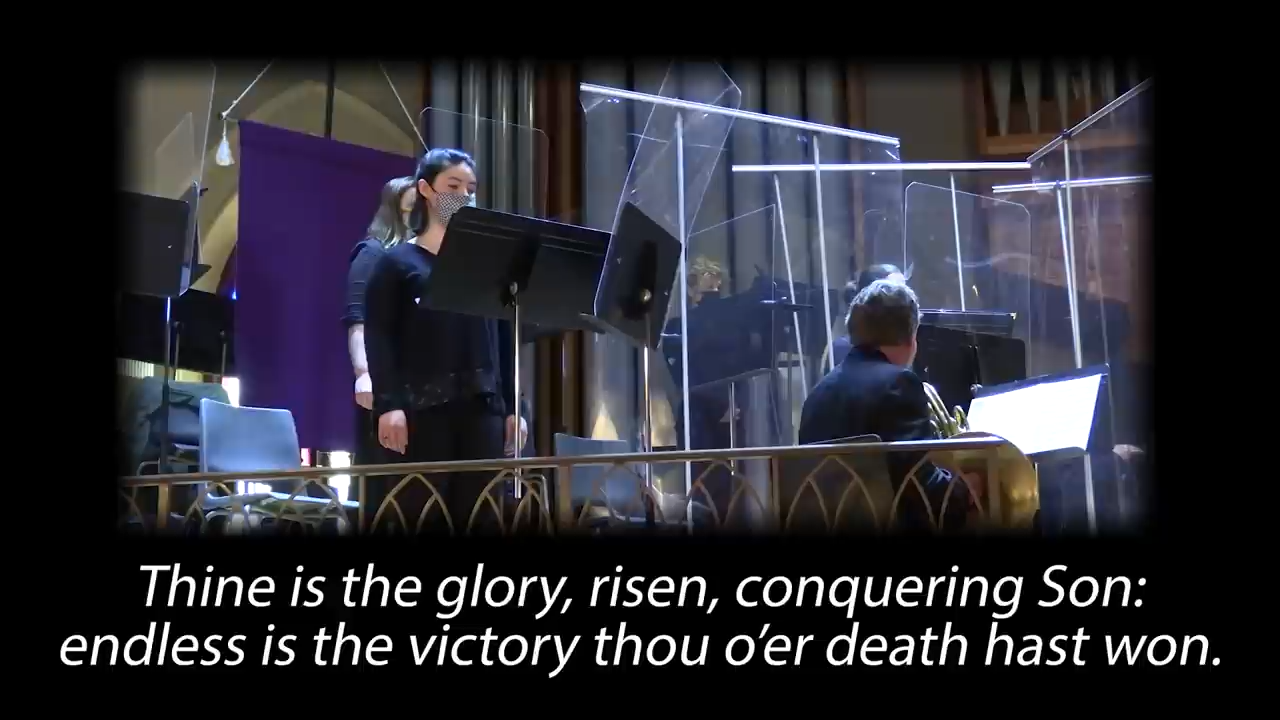 Thine is the glory, risen, conquering Son:
endless is the victory thou o’er death hast won.